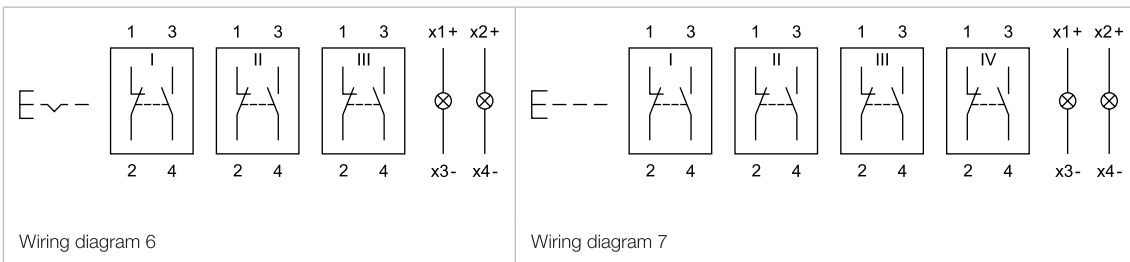 1 3 1 3 1 3 x1+ x2+
I II III
2 4 2 4 2 4 x3- x4-
Wiring diagram 6
1 3 1 3 1 3 1 3 x1+ x2+
I II III IV
2 4 2 4 2 4 2 4 x3- x4-
Wiring diagram 7